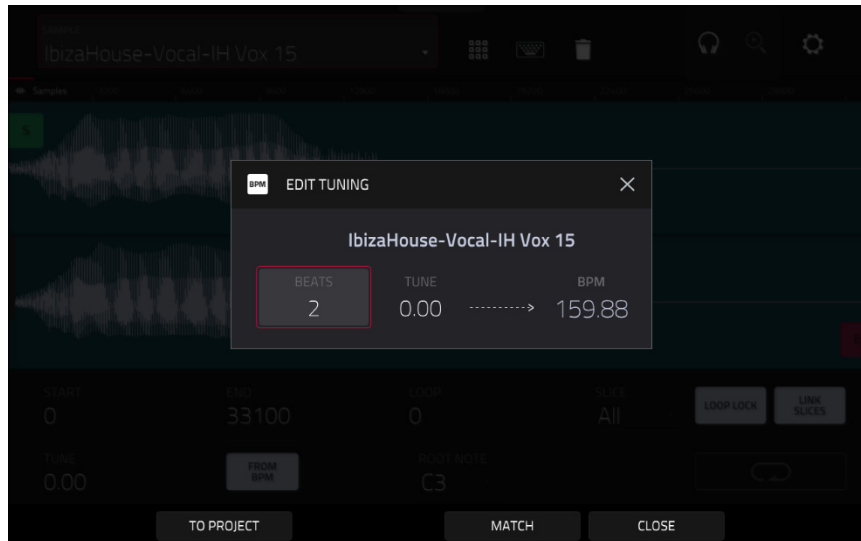 SAMPLE
IbizaHouse-Vocal-IH Vox 15
Samples
S
BPM EDIT TUNING
IbizaHouse-Vocal-IH Vox 15
BEATS TUNE BPM
2 0.00 159.88
START END LOOP SLICE
0 33100 0 All
LOOP LOCK
LINK
SLICES
TUNE ROOT NOTE
0.00 C3
FROM
BPM
TO PROJECT MATCH CLOSE